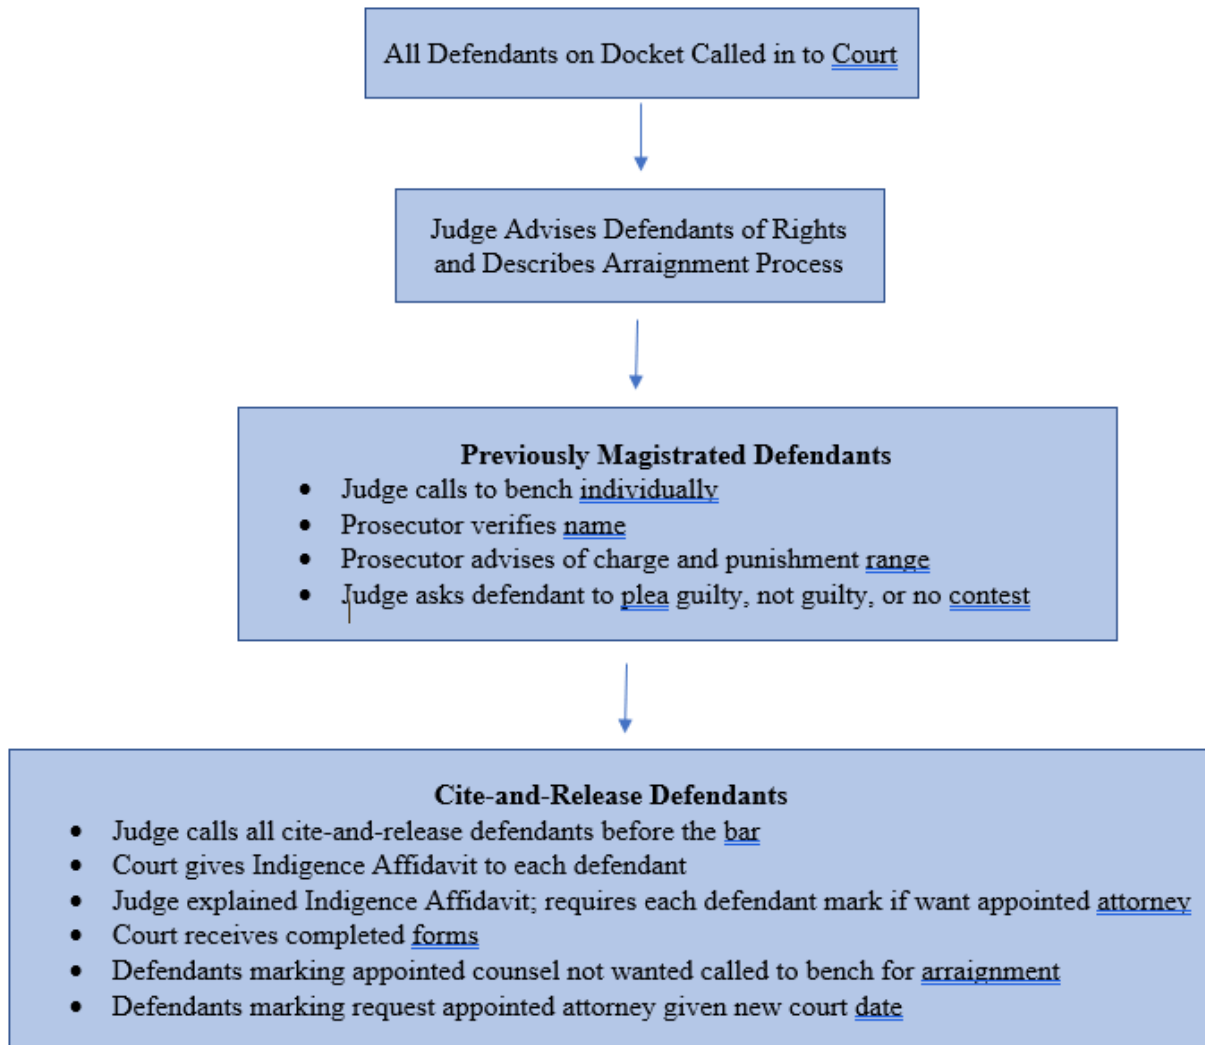 All Defendants on Docket Called in to Court
Judge Advises Defendants of Rights
and Describes Arraignment Process
Previously Magistrated Defendants
• Judge calls to bench individually
• Prosecutor verifies name
• Prosecutor advises of charge and punishment range
• Judge asks defendant to plea guilty, not guilty, or no contest
Cite-and-Release Defendants
• Judge calls all cite-and-release defendants before the bar
• Court gives Indigence Affidavit to each defendant
• Judge explained Indigence Affidavit; requires each defendant mark if want appointed attorney
• Court receives completed forms
• Defendants marking appointed counsel not wanted called to bench for arraignment
• Defendants marking request appointed attorney given new court date